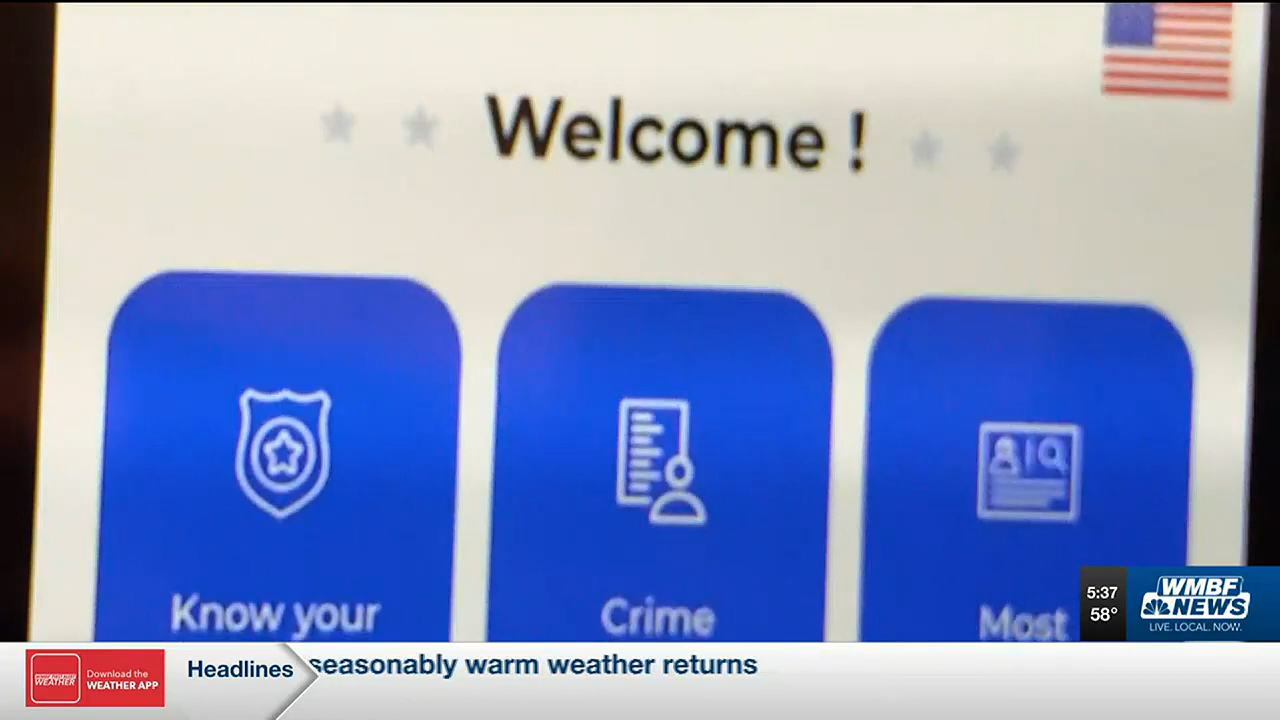 Welcome !
Know your
Crime
Most
5:37
58°
WMBF
NEWS
LIVE. LOCAL. NOW.
Download the
WEATHER APP
Headlines
seasonably warm weather returns